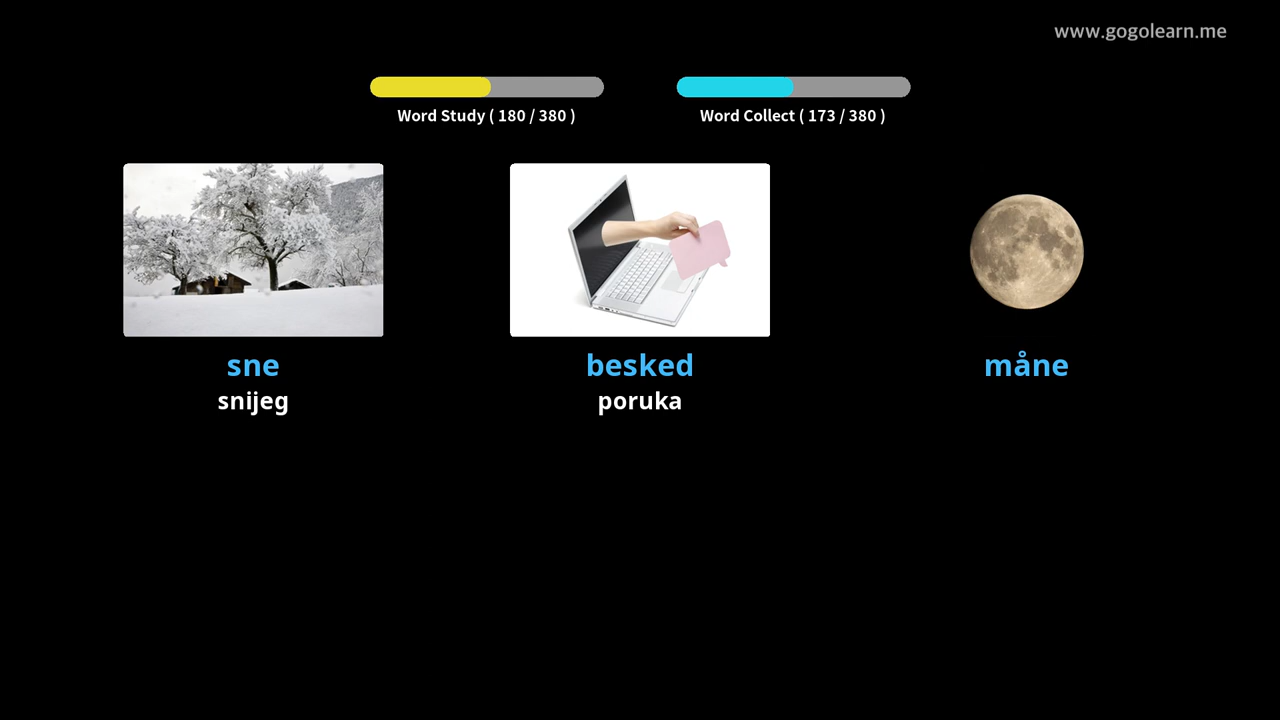 www.gogolearn.me
Word Study ( 180 / 380 )
Word Collect ( 173 / 380 )
sne
snijeg
besked
poruka
måne